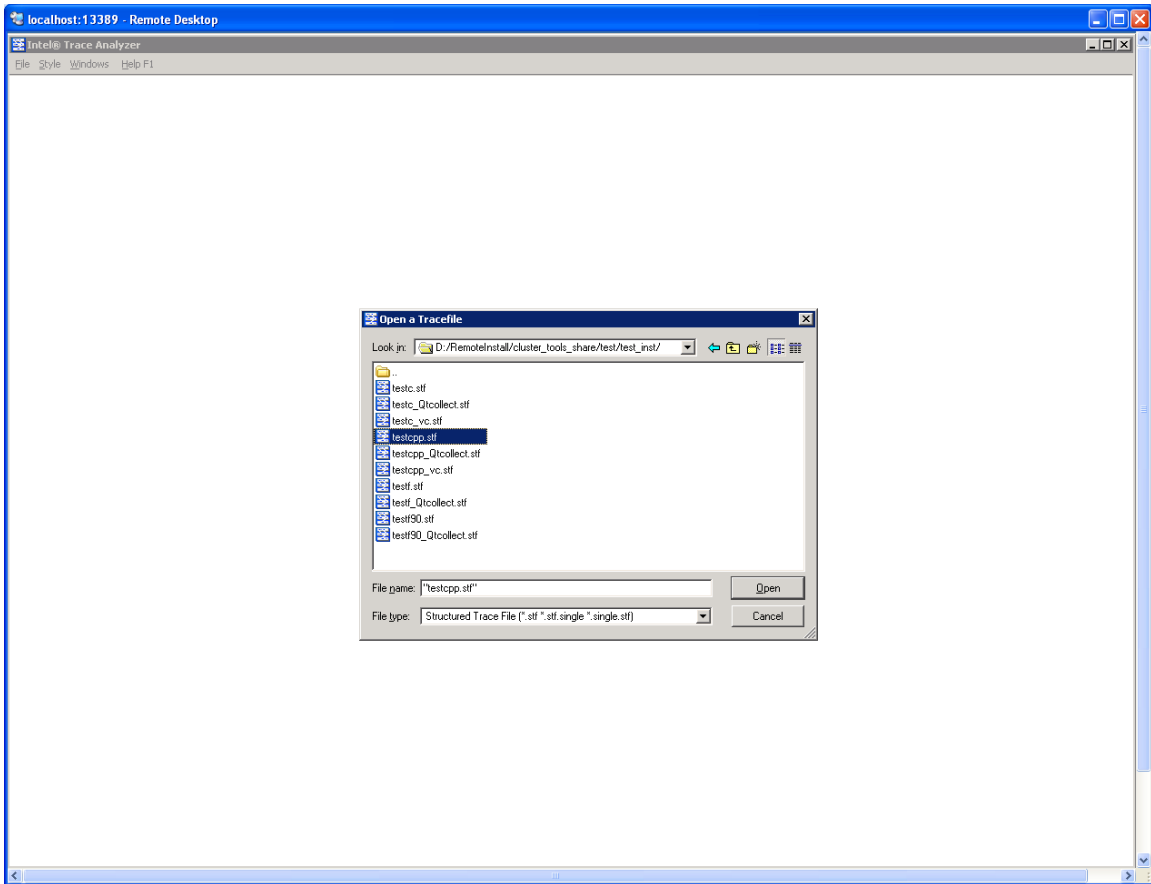 localhost:13389 - Remote Desktop
Intel® Trace Analyzer
File Style Windows Help F1
Open a Tracefile
Look in: D:/RemoteInstall/cluster_tools_share/test/test_inst/
..
testc.stf
testc_Qtcollect.stf
testc_vc.stf
testcpp.stf
testcpp_Qtcollect.stf
testcpp_vc.stf
testf.stf
testf_Qtcollect.stf
testf90.stf
testf90_Qtcollect.stf
File name: "testcpp.stf" Open
File type: Structured Trace File (*.stf *.stf.single *.single.stf) Cancel